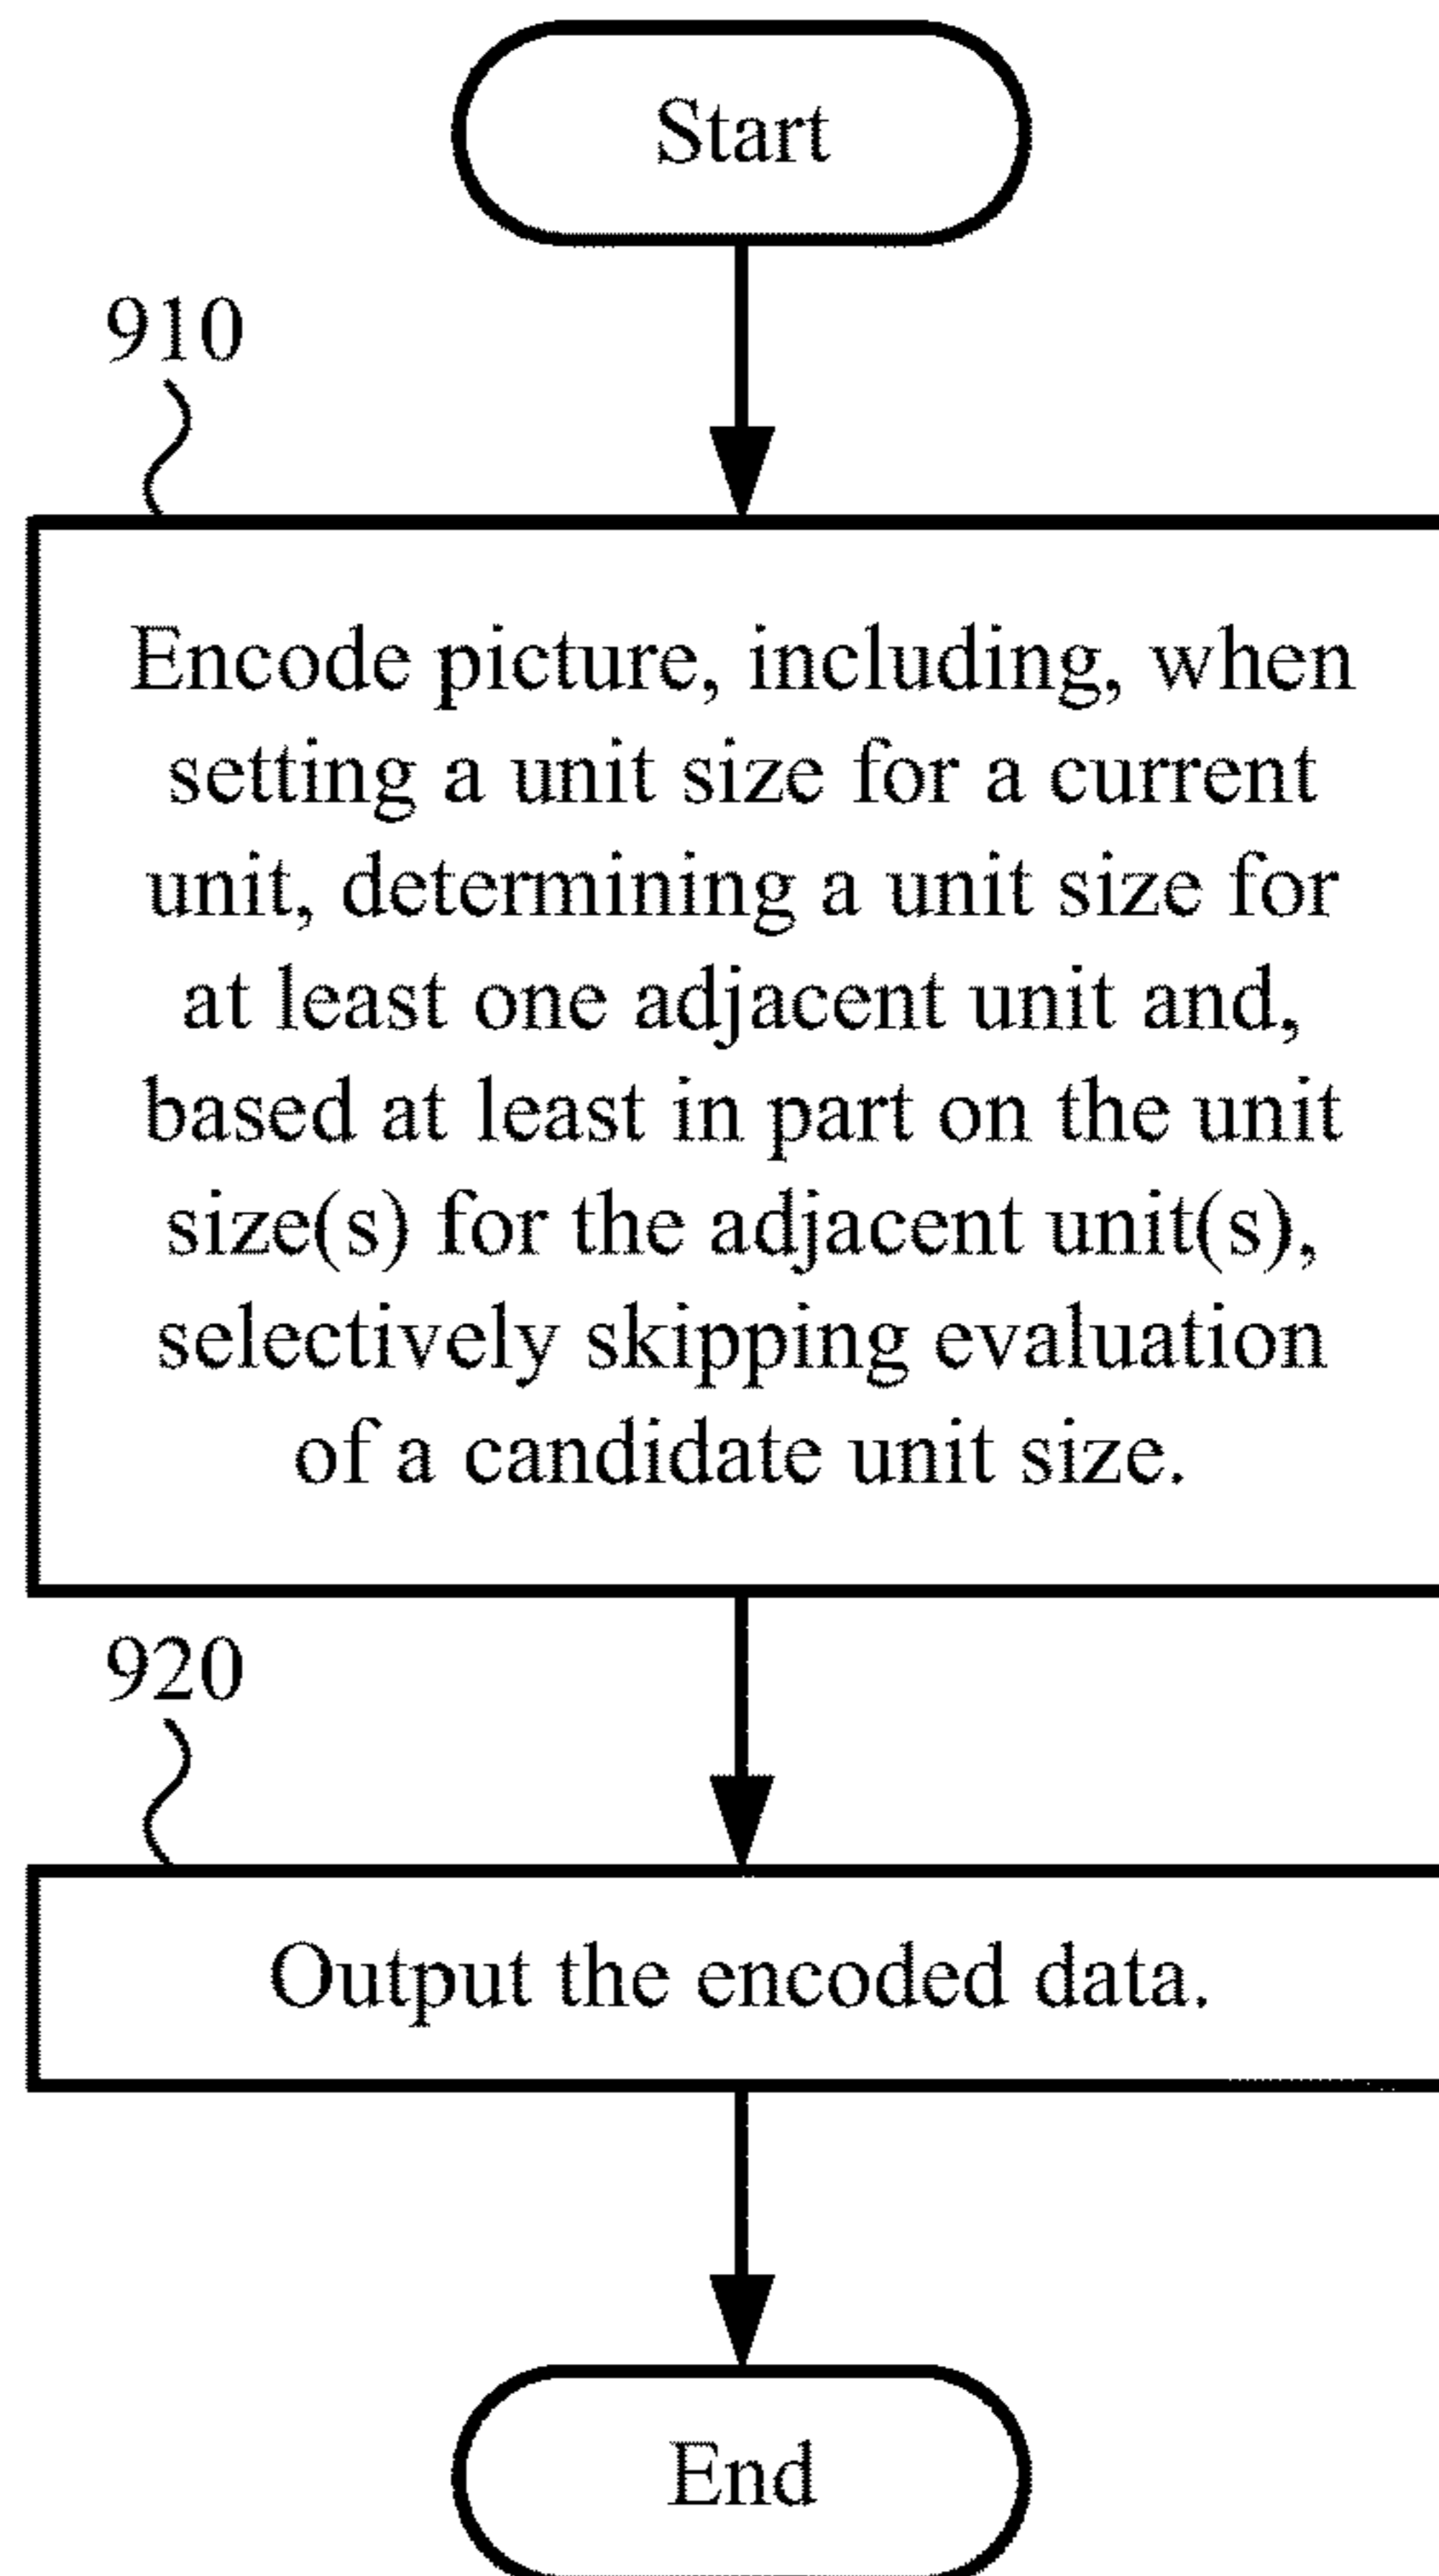 Start
910
Encode picture, including, when
setting a unit size for a current
unit, determining a unit size for
at least one adjacent unit and,
based at least in part on the unit
size(s) for the adjacent unit(s),
selectively skipping evaluation
of a candidate unit size.
920
Output the encoded data.
End